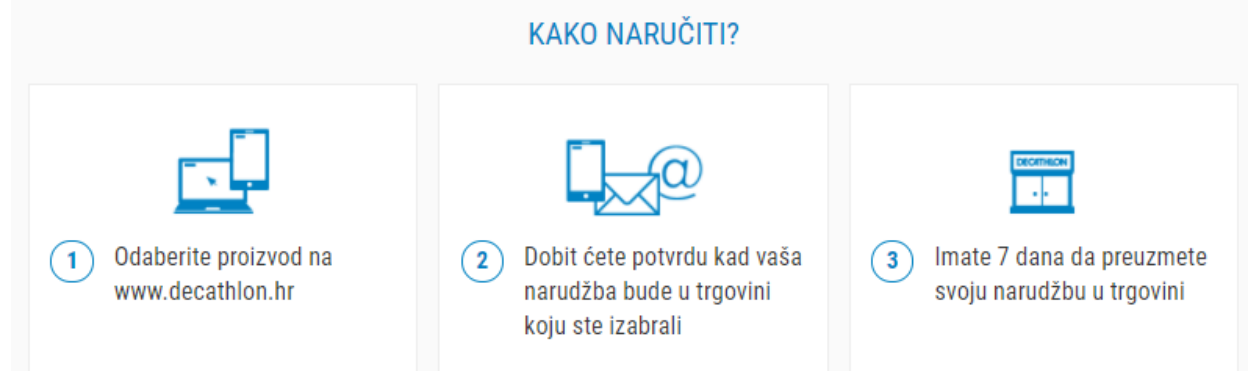 KAKO NARUČITI?
1
Odaberite proizvod na
www.decathlon.hr
@
2
Dobit ćete potvrdu kad vaša
narudžba bude u trgovini
koju ste izabrali
DECATHLON
3
Imate 7 dana da preuzmete
svoju narudžbu u trgovini